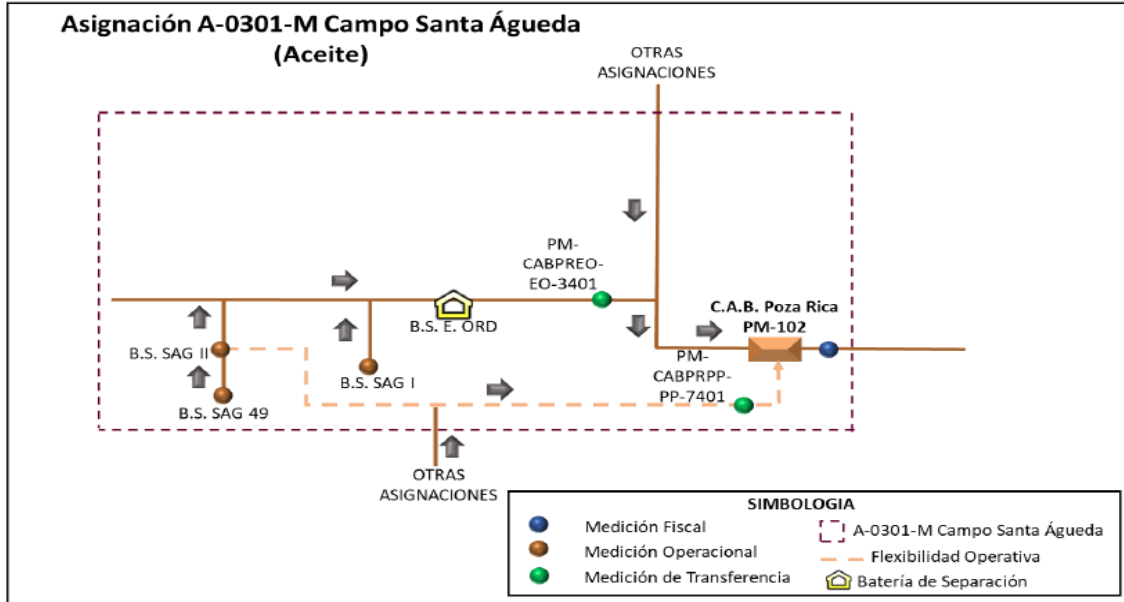 Asignación A-0301-M Campo Santa Águeda
(Aceite)
OTRAS
ASIGNACIONES
PM-
CABPREO-
EO-3401
C.A.B. Poza Rica
PM-102
B.S. E. ORD
B.S. SAG II
B.S. SAG I
PM-
CABPRPP-
PP-7401
B.S. SAG 49
OTRAS
ASIGNACIONES
SIMBOLOGIA
Medición Fiscal
A-0301-M Campo Santa Águeda
Medición Operacional
Flexibilidad Operativa
Medición de Transferencia
Batería de Separación